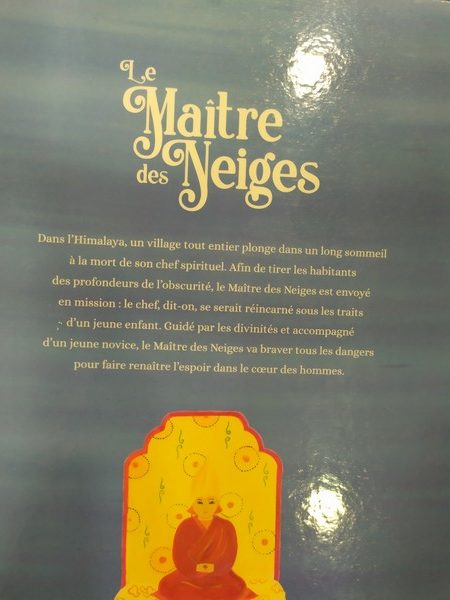 Le
Maître
des Neiges
Dans l'Himalaya, un village tout entier plonge dans un long sommeil
à la mort de son chef spirituel. Afin de tirer les habitants
des profondeurs de l'obscurité, le Maître des Neiges est envoyé
en mission : le chef, dit-on, se serait réincarné sous les traits
d'un jeune enfant. Guidé par les divinités et accompagné
d'un jeune novice, le Maître des Neiges va braver tous les dangers
pour faire renaître l'espoir dans le cœur des hommes.